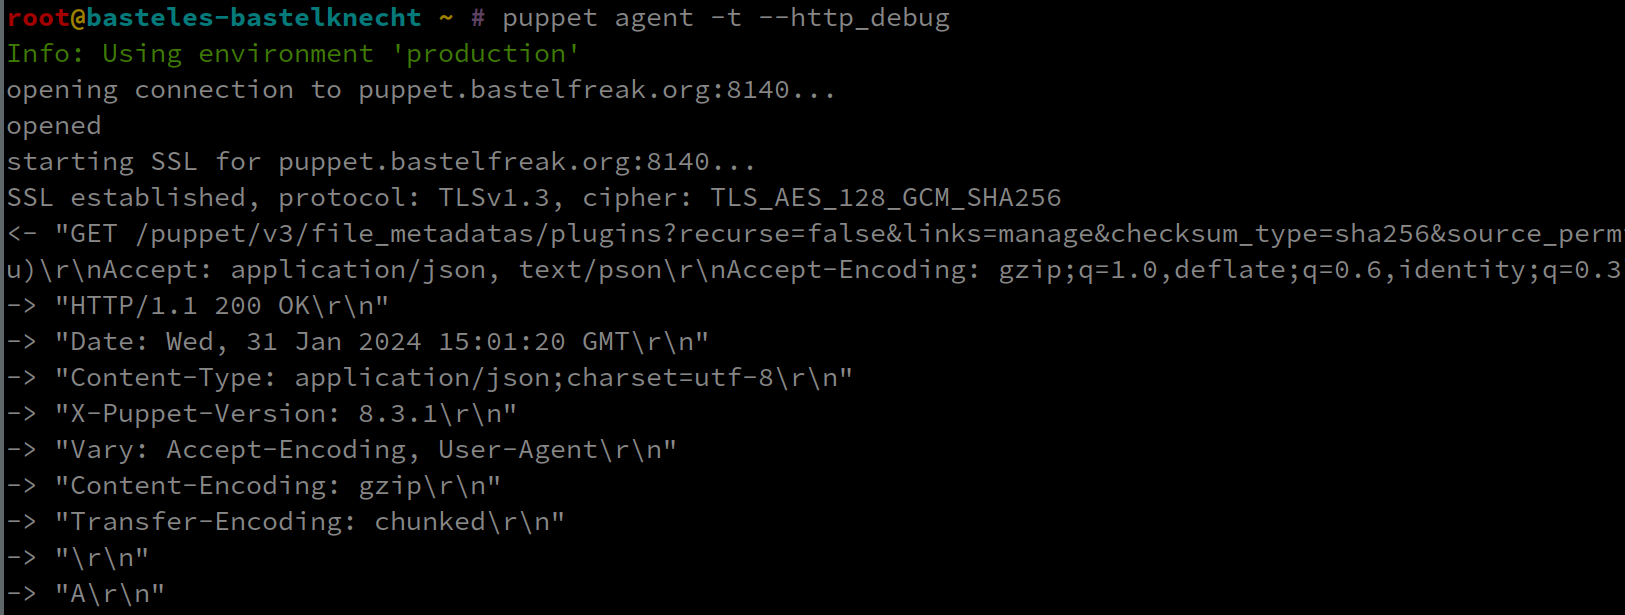 root@basteles-bastelknecht ~ # puppet agent -t --http_debug
Info: Using environment 'production'
opening connection to puppet.bastelfreak.org:8140...
opened
starting SSL for puppet.bastelfreak.org:8140...
SSL established, protocol: TLSv1.3, cipher: TLS_AES_128_GCM_SHA256
<- "GET /puppet/v3/file_metadatas/plugins?recurse=false&links=manage&checksum_type=sha256&source_perm
u)\r\nAccept: application/json, text/pson\r\nAccept-Encoding: gzip;q=1.0,deflate;q=0.6,identity;q=0.3
-> "HTTP/1.1 200 OK\r\n"
-> "Date: Wed, 31 Jan 2024 15:01:20 GMT\r\n"
-> "Content-Type: application/json;charset=utf-8\r\n"
-> "X-Puppet-Version: 8.3.1\r\n"
-> "Vary: Accept-Encoding, User-Agent\r\n"
-> "Content-Encoding: gzip\r\n"
-> "Transfer-Encoding: chunked\r\n"
-> "\r\n"
-> "A\r\n"